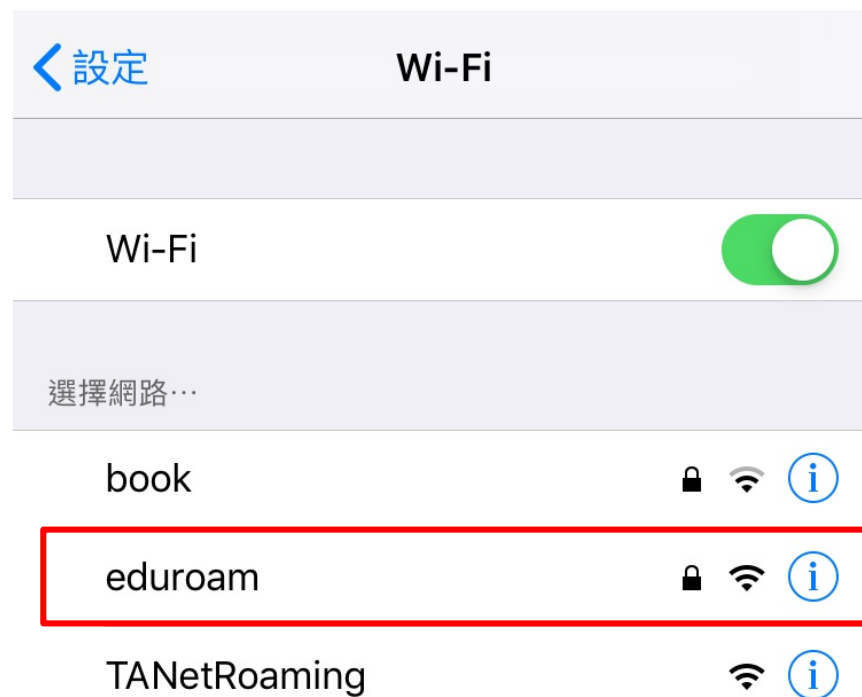 設定 Wi-Fi
Wi-Fi
選擇網路⋯
book
eduroam
TANetRoaming